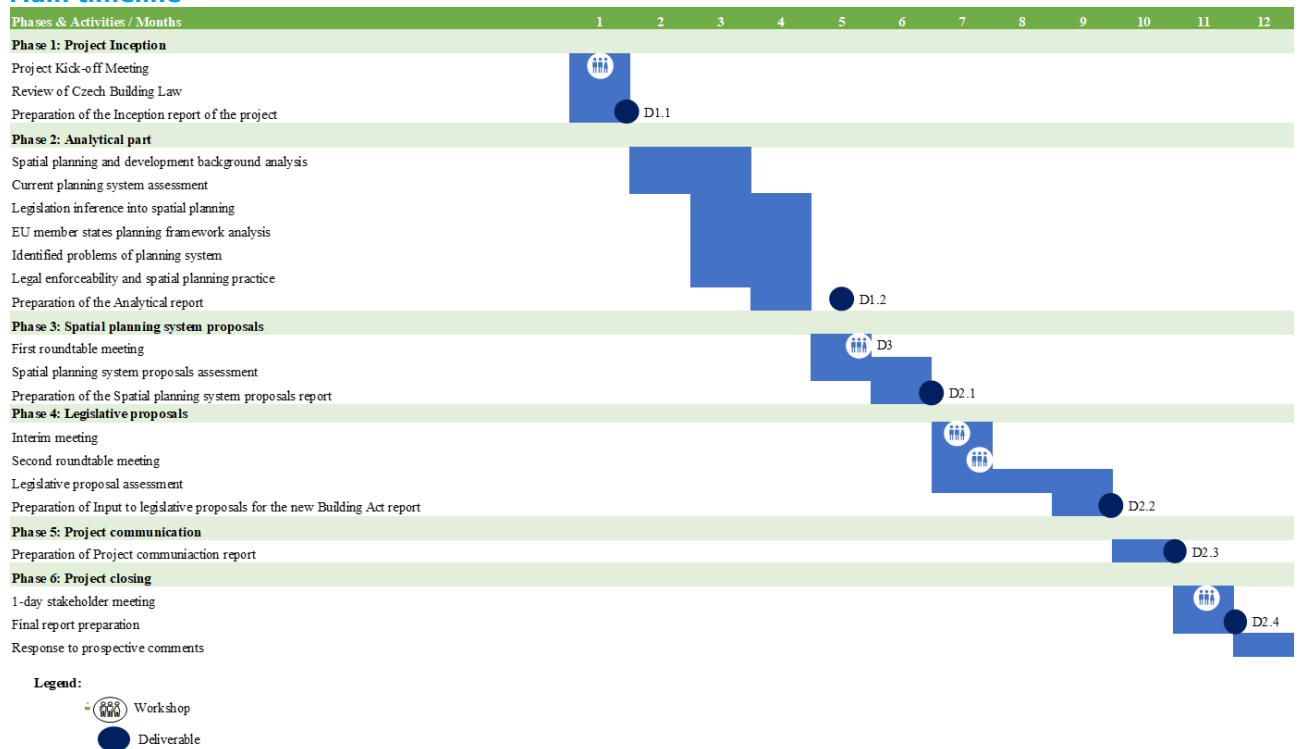 Main timeline
Phases & Activities / Months 1 2 3 4 5 6 7 8 9 10 11 12
Phase 1: Project Inception
Project Kick-off Meeting
Review of Czech Building Law
Preparation of the Inception report of the project D1.1
Phase 2: Analytical part
Spatial planning and development background analysis
Current planning system assessment
Legislation inference into spatial planning
EU member states planning framework analysis
Identified problems of planning system
Legal enforceability and spatial planning practice
Preparation of the Analytical report D1.2
Phase 3: Spatial planning system proposals
First roundtable meeting D3
Spatial planning system proposals assessment
Preparation of the Spatial planning system proposals report D2.1
Phase 4: Legislative proposals
Interim meeting
Second roundtable meeting
Legislative proposal assessment
Preparation of Input to legislative proposals for the new Building Act report D2.2
Phase 5: Project communication
Preparation of Project communiaction report D2.3
Phase 6: Project closing
1-day stakeholder meeting
Final report preparation D2.4
Response to prospective comments
Legend:
Workshop
Deliverable